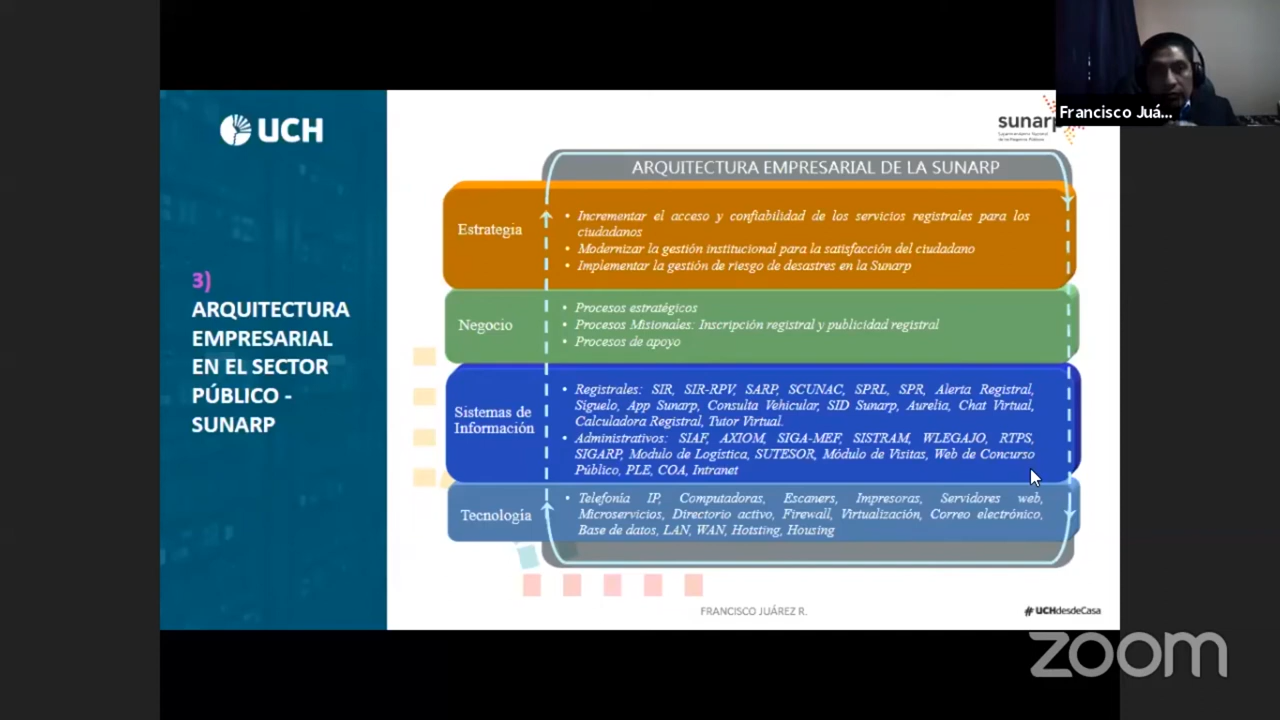 UCH
3)
ARQUITECTURA
EMPRESARIAL
EN EL SECTOR
PÚBLICO -
SUNARP
sunarp
Francisco Juá...
ARQUITECTURA EMPRESARIAL DE LA SUNARP
Estrategia
• Incrementar el acceso y confiabilidad de los servicios registrales para los
ciudadanos
• Modernizar la gestión institucional para la satisfacción del ciudadano
• Implementar la gestión de riesgo de desastres en la Sunarp
Negocio
• Procesos estratégicos
• Procesos Misionales: Inscripción registral y publicidad registral
• Procesos de apoyo
Sistemas de
Información
• Registrales: SIR, SIR-RPV, SARP, SCUNAC, SPRL, SPR, Alerta Registral,
Síguelo, App Sunarp, Consulta Vehicular, SID Sunarp, Aurelia, Chat Virtual,
Calculadora Registral, Tutor Virtual.
• Administrativos: SIAF, AXIOM, SIGA-MEF, SISTRAM, WLEGAJO, RTPS,
SIGARP, Modulo de Logística, SUTESOR, Módulo de Visitas, Web de Concurso
Público, PLE, COA, Intranet
Tecnología
• Telefonía IP, Computadoras, Escaners, Impresoras, Servidores web,
Microservicios, Directorio activo, Firewall, Virtualización, Correo electrónico,
Base de datos, LAN, WAN, Hotsting, Housing
FRANCISCO JUÁREZ R.
#UCHdesdeCasa
zoom